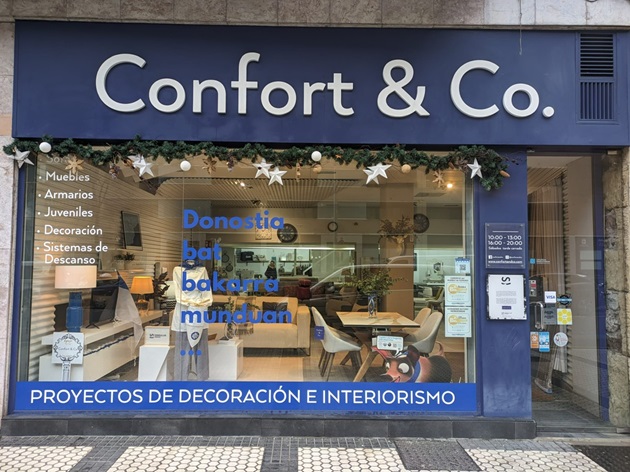 Confort & Co.
• Muebles
• Armarios
• Juveniles
• Decoración
• Sistemas de
Descanso
Donostia
bat
bakarra
munduan
...
10:00 - 13:00
16:00 - 20:00
VISA
PROYECTOS DE DECORACIÓN E INTERIORISMO